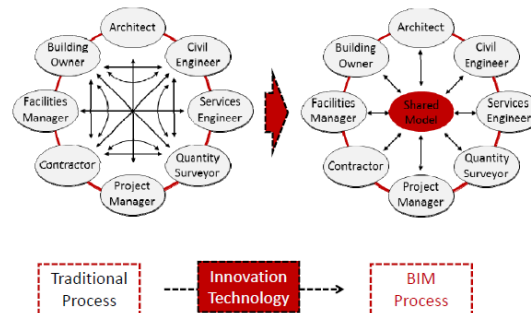 Architect
Building
Owner
Civil
Engineer
Facilities
Manager
Services
Engineer
Contractor
Quantity
Surveyor
Project
Manager
Architect
Building
Owner
Civil
Engineer
Facilities
Manager
Shared
Model
Services
Engineer
Contractor
Quantity
Surveyor
Project
Manager
Traditional
Process
Innovation
Technology
BIM
Process